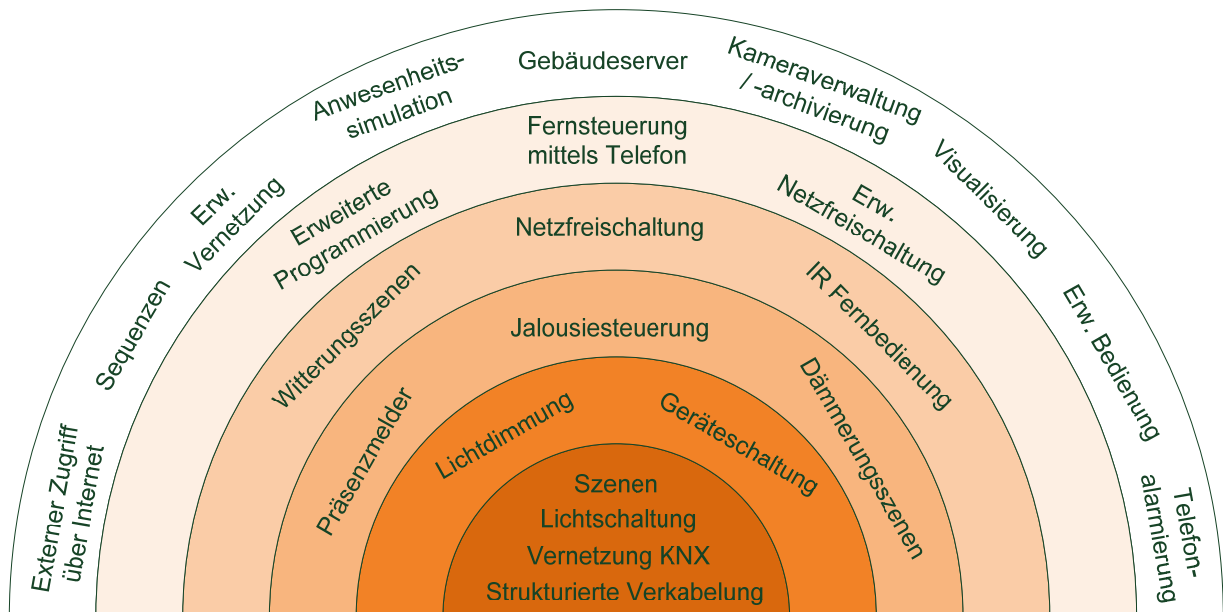 Externer Zugriff
über Internet
Sequenzen
Erw.
Vernetzung
Anwesenheits-
simulation
Gebäudeserver
Kameraverwaltung
/ -archivierung
Visualisierung
Erw. Bedienung
Telefon-
alarmierung
Erweiterte
Programmierung
Fernsteuerung
mittels Telefon
Erw.
Netzfreischaltung
Witterungsszenen
Netzfreischaltung
IR Fernbedienung
Präsenzmelder
Jalousiesteuerung
Dämmerungsszenen
Lichtdimmung
Geräteschaltung
Szenen
Lichtschaltung
Vernetzung KNX
Strukturierte Verkabelung